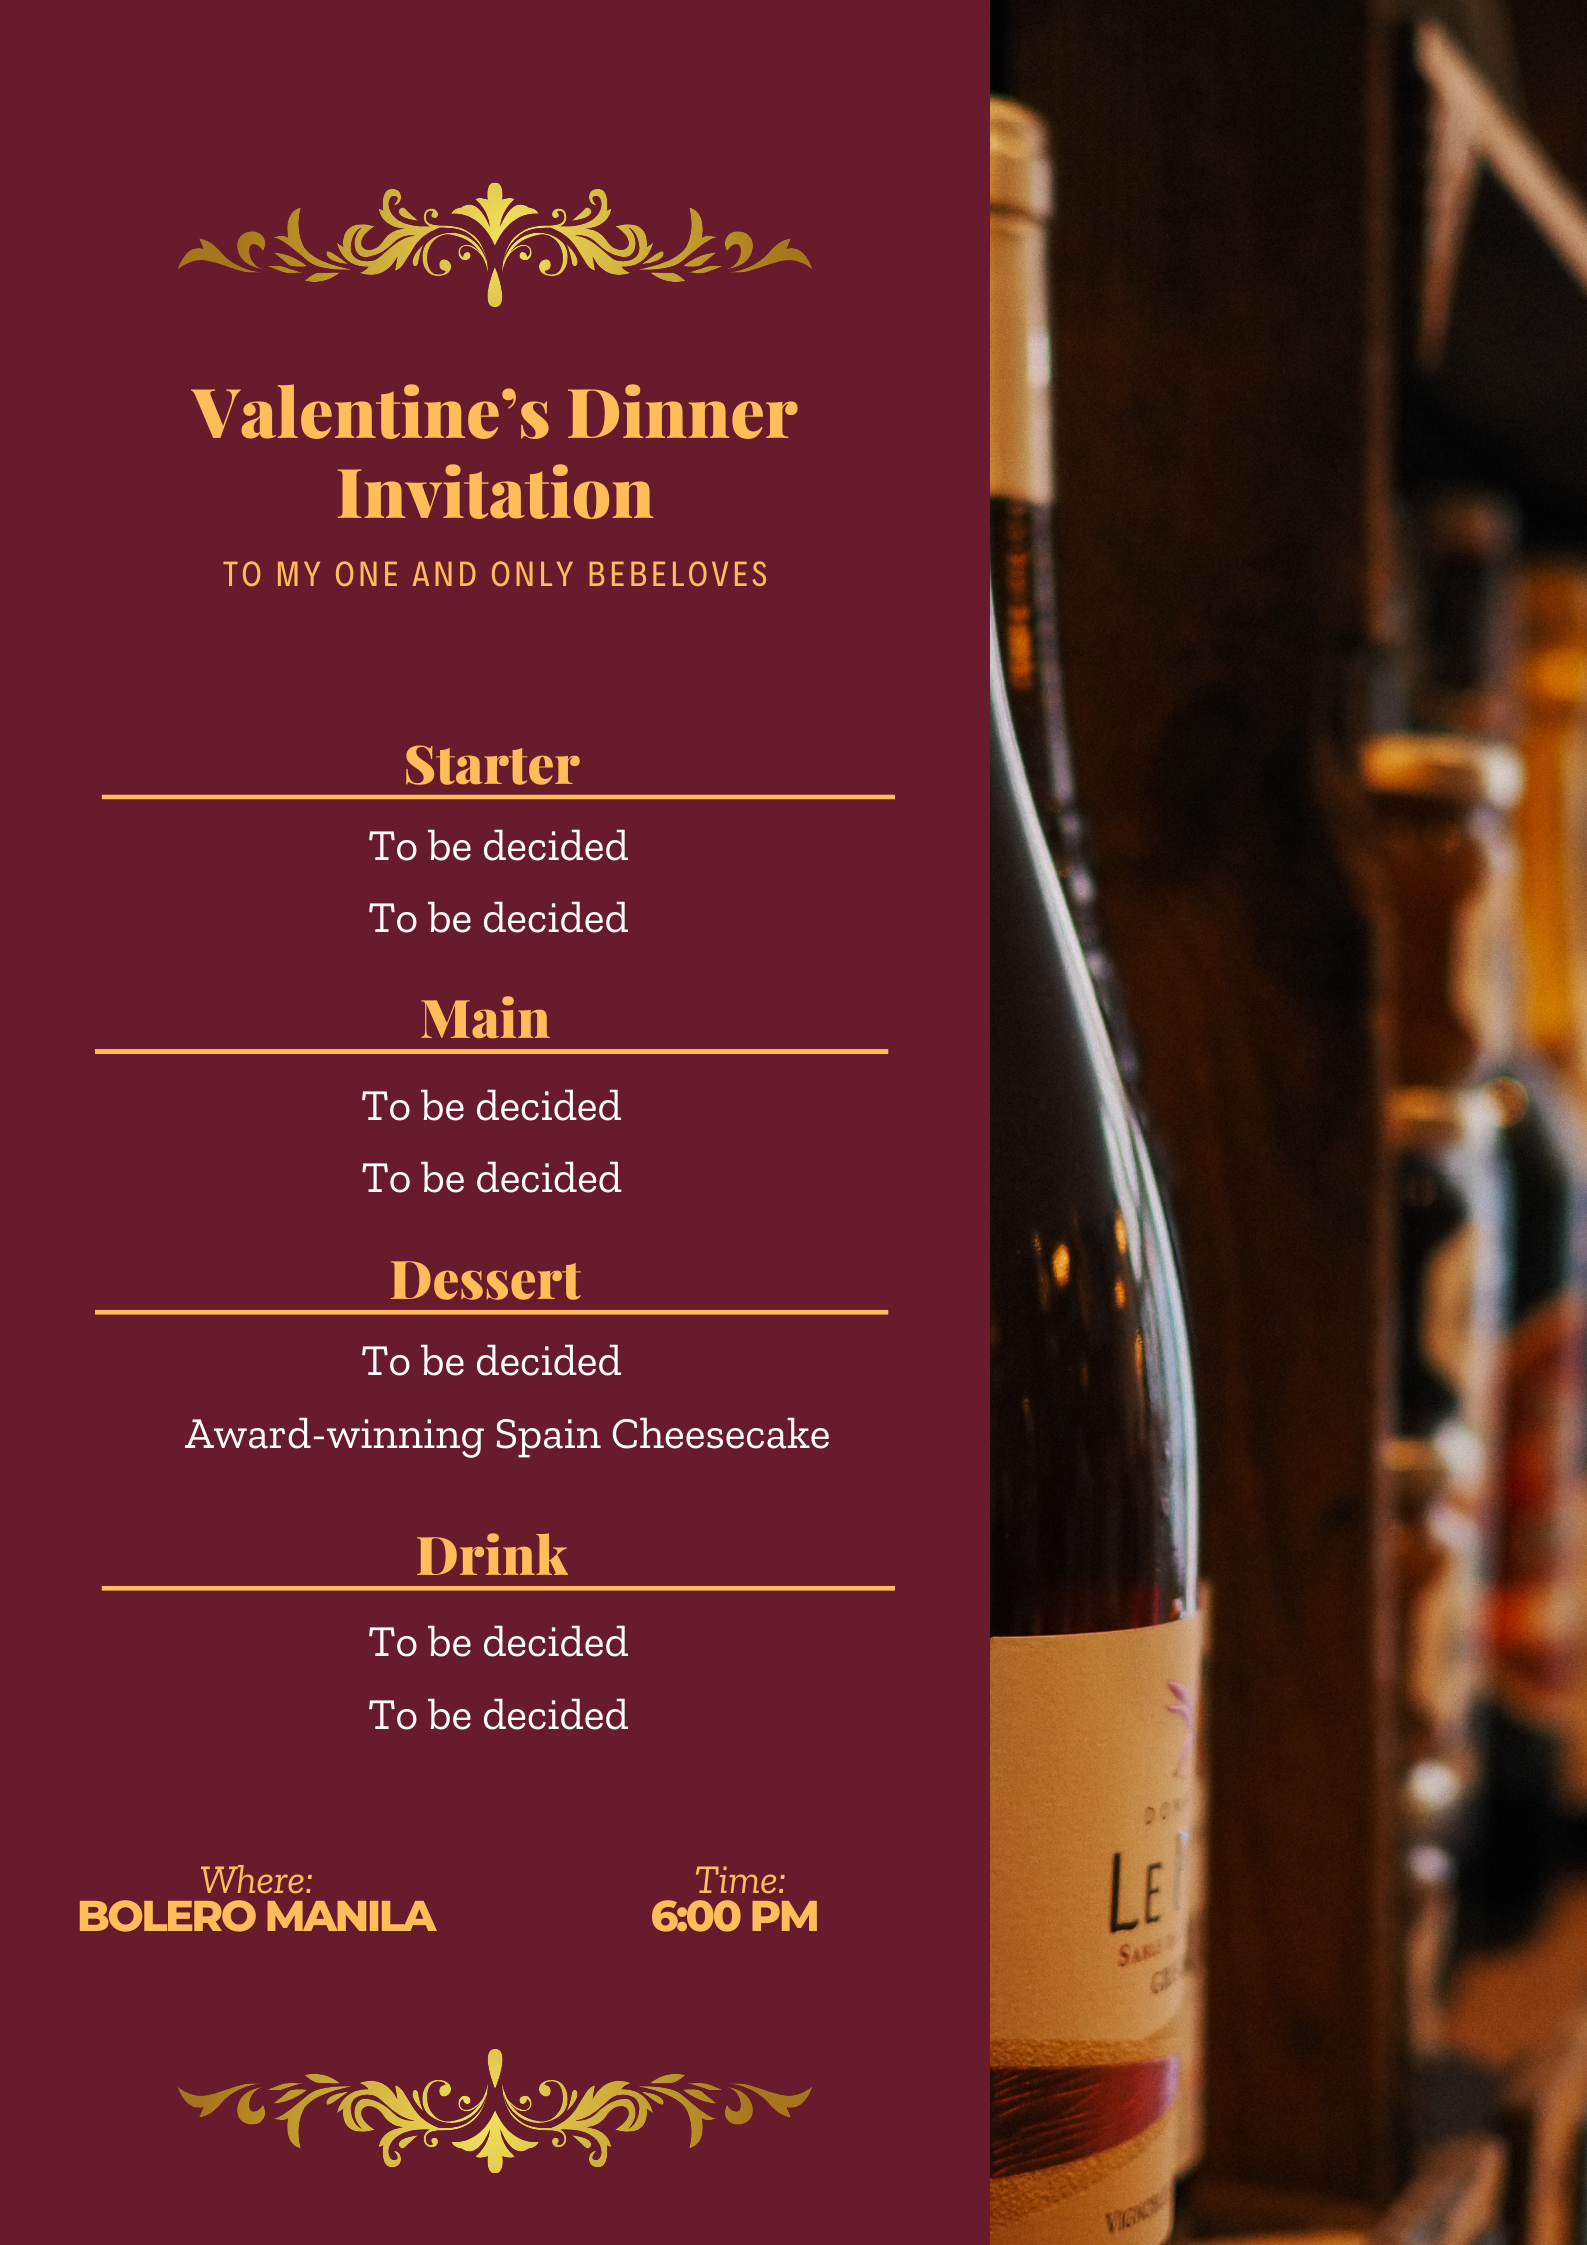 Valentine’s Dinner
Invitation
TO MY ONE AND ONLY BEBELOVES
Starter
To be decided
To be decided
Main
To be decided
To be decided
Dessert
To be decided
Award-winning Spain Cheesecake
Drink
To be decided
To be decided
Where:
BOLERO MANILA
Time:
6:00 PM
LE